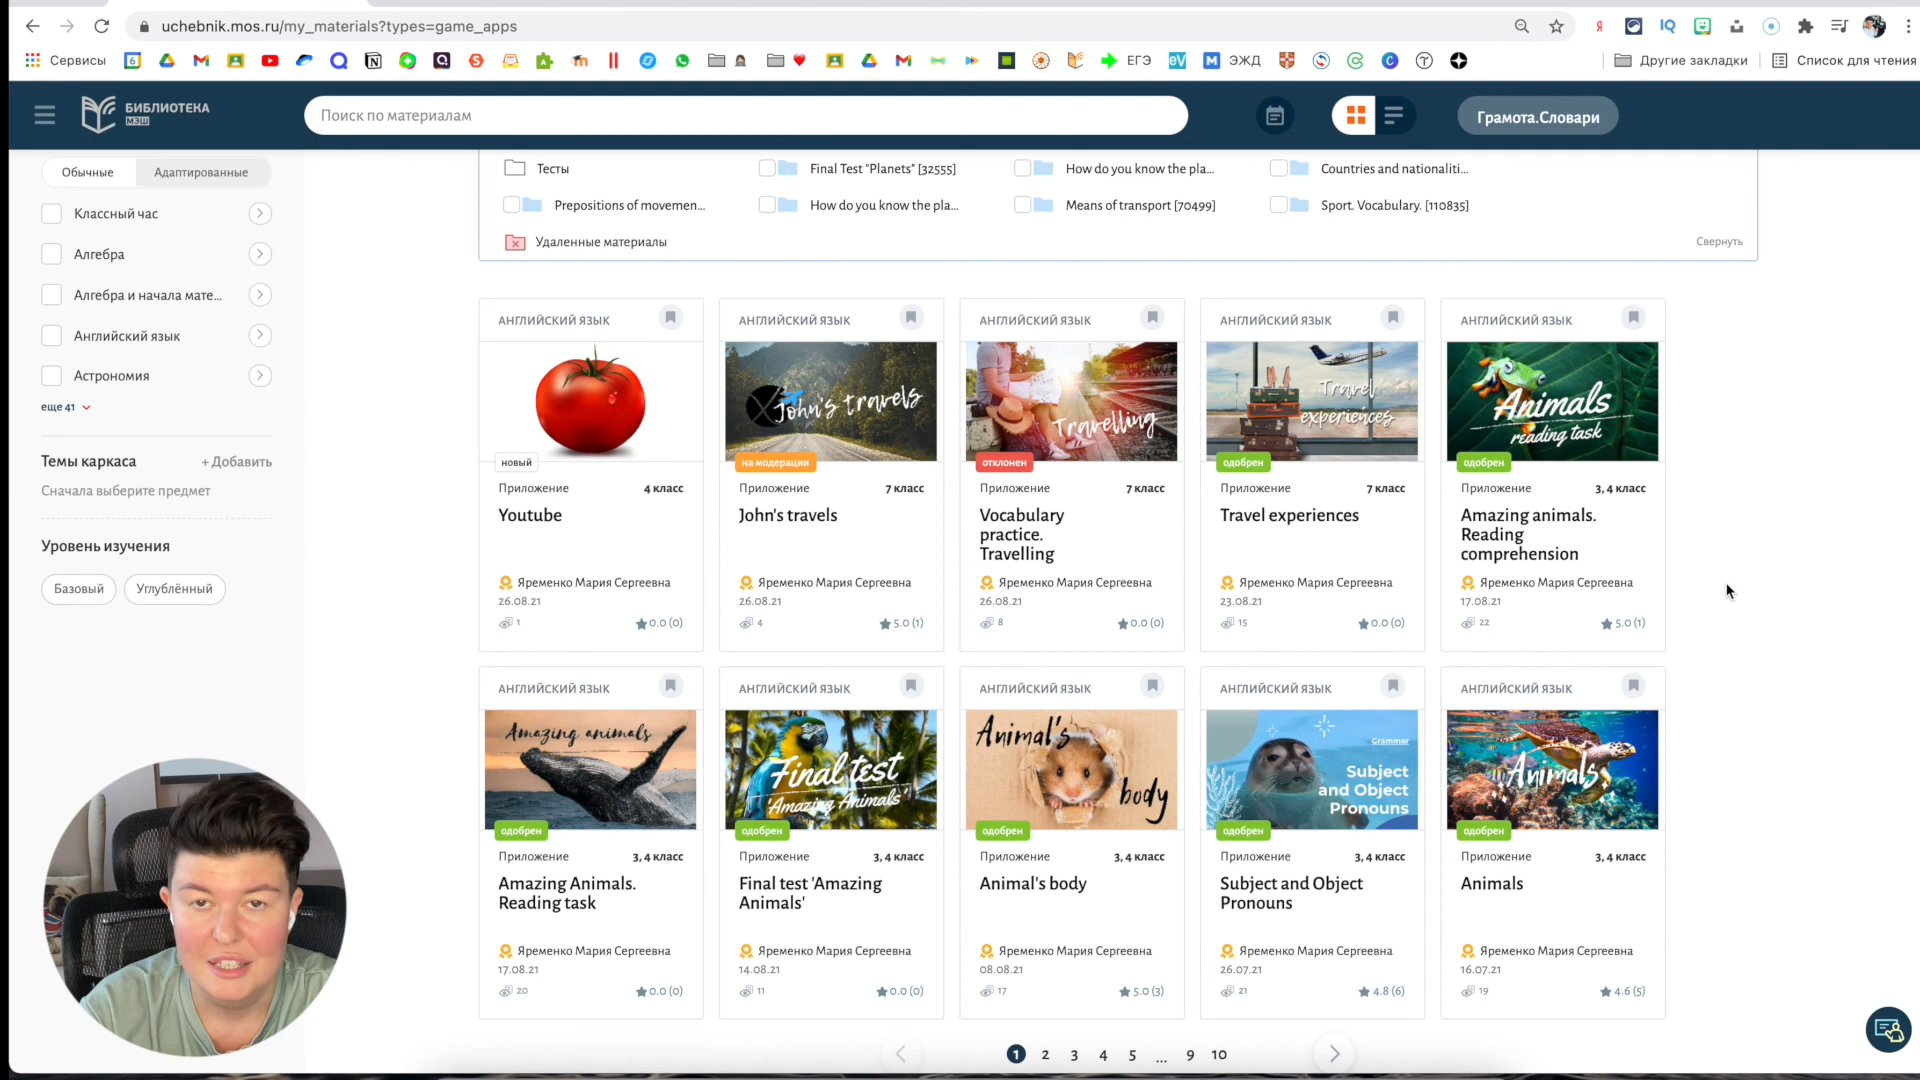 uchebnik.mos.ru/my_materials?types=game_apps
Сервисы
ЕГЭ
ЭЖД
Другие закладки
Список для чтения
БИБЛИОТЕКА
МЭШ
Поиск по материалам
Грамота.Словари
Обычные
Адаптированные
Классный час
Алгебра
Алгебра и начала мате...
Английский язык
Астрономия
еще 41
Темы каркаса
+ Добавить
Сначала выберите предмет
Уровень изучения
Базовый
Углублённый
Тесты
Final Test "Planets" [32555]
How do you know the pla...
Countries and nationaliti...
Prepositions of movemen...
How do you know the pla...
Means of transport [70499]
Sport. Vocabulary. [110835]
Удаленные материалы
Свернуть
АНГЛИЙСКИЙ ЯЗЫК
новый
Приложение
4 класс
Youtube
Яременко Мария Сергеевна
26.08.21
1
0.0 (0)
АНГЛИЙСКИЙ ЯЗЫК
John's travels
на модерации
Приложение
7 класс
John's travels
Яременко Мария Сергеевна
26.08.21
4
5.0 (1)
АНГЛИЙСКИЙ ЯЗЫК
Travelling
отклонен
Приложение
7 класс
Vocabulary
practice.
Travelling
Яременко Мария Сергеевна
26.08.21
8
0.0 (0)
АНГЛИЙСКИЙ ЯЗЫК
Travel
experiences
одобрен
Приложение
7 класс
Travel experiences
Яременко Мария Сергеевна
23.08.21
15
0.0 (0)
АНГЛИЙСКИЙ ЯЗЫК
Animals
reading task
одобрен
Приложение
3, 4 класс
Amazing animals.
Reading
comprehension
Яременко Мария Сергеевна
17.08.21
22
5.0 (1)
АНГЛИЙСКИЙ ЯЗЫК
Amazing animals
одобрен
Приложение
3, 4 класс
Amazing Animals.
Reading task
Яременко Мария Сергеевна
17.08.21
20
0.0 (0)
АНГЛИЙСКИЙ ЯЗЫК
Final test
'Amazing Animals'
одобрен
Приложение
3, 4 класс
Final test 'Amazing
Animals'
Яременко Мария Сергеевна
14.08.21
11
0.0 (0)
АНГЛИЙСКИЙ ЯЗЫК
Animal's
body
одобрен
Приложение
3, 4 класс
Animal's body
Яременко Мария Сергеевна
08.08.21
17
5.0 (3)
АНГЛИЙСКИЙ ЯЗЫК
Grammar
Subject
and Object
Pronouns
одобрен
Приложение
3, 4 класс
Subject and Object
Pronouns
Яременко Мария Сергеевна
26.07.21
21
4.8 (6)
АНГЛИЙСКИЙ ЯЗЫК
Animals
одобрен
Приложение
3, 4 класс
Animals
Яременко Мария Сергеевна
16.07.21
19
4.6 (5)
1 2 3 4 5 ... 9 10